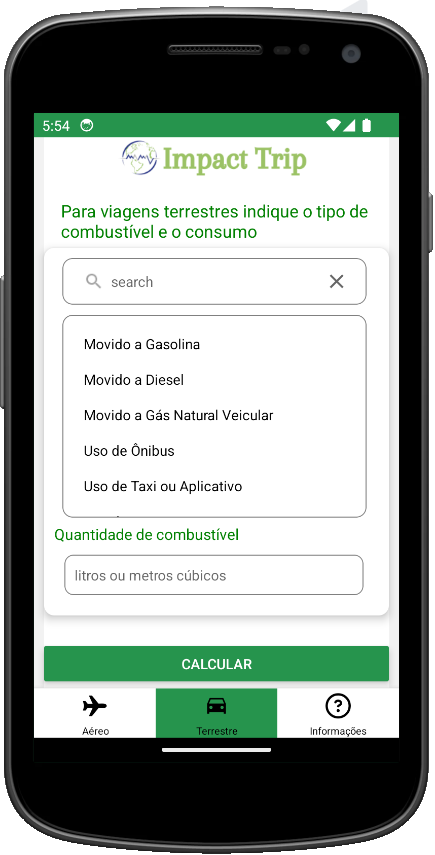 5:54
Impact Trip
Para viagens terrestres indique o tipo de
combustível e o consumo
search
Movido a Gasolina
Movido a Diesel
Movido a Gás Natural Veicular
Uso de Ônibus
Uso de Taxi ou Aplicativo
Quantidade de combustível
litros ou metros cúbicos
CALCULAR
Aéreo
Terrestre
Informações